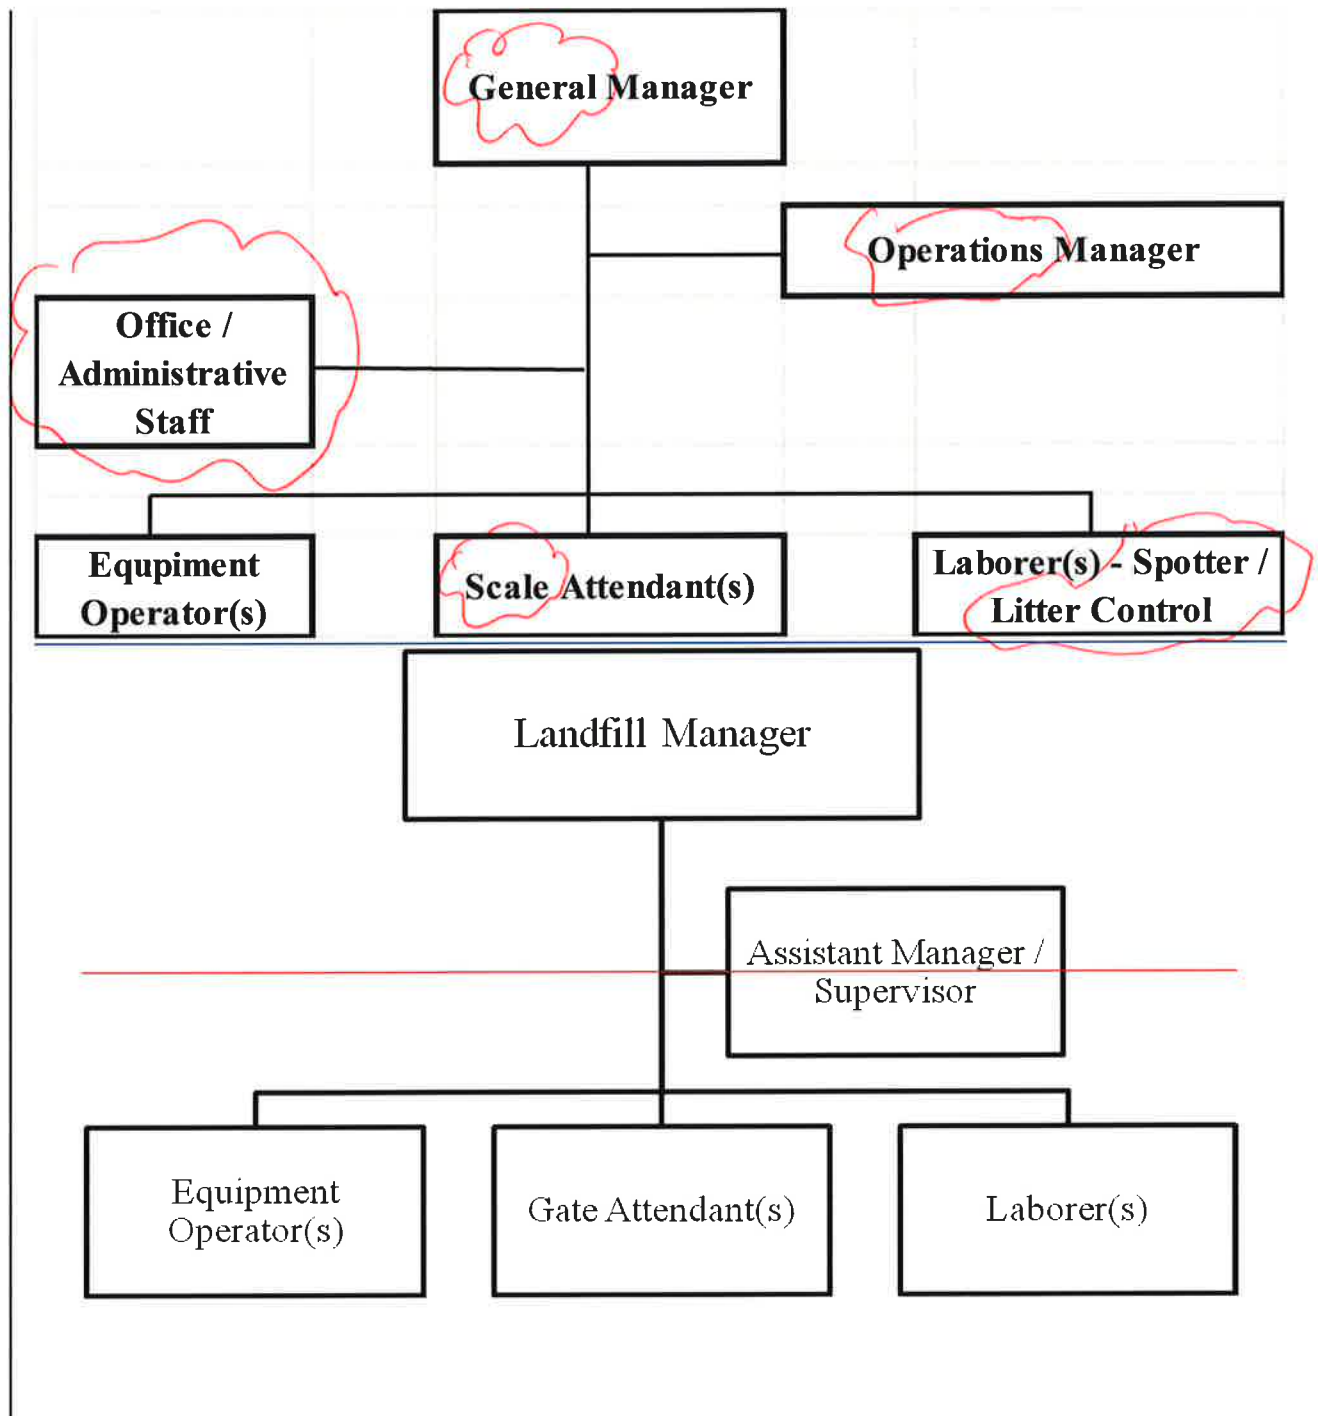 General Manager
Operations Manager
Office /
Administrative
Staff
Equpiment
Operator(s)
Scale Attendant(s)
Laborer(s) - Spotter /
Litter Control
Landfill Manager
Assistant Manager /
Supervisor
Equipment
Operator(s)
Gate Attendant(s)
Laborer(s)